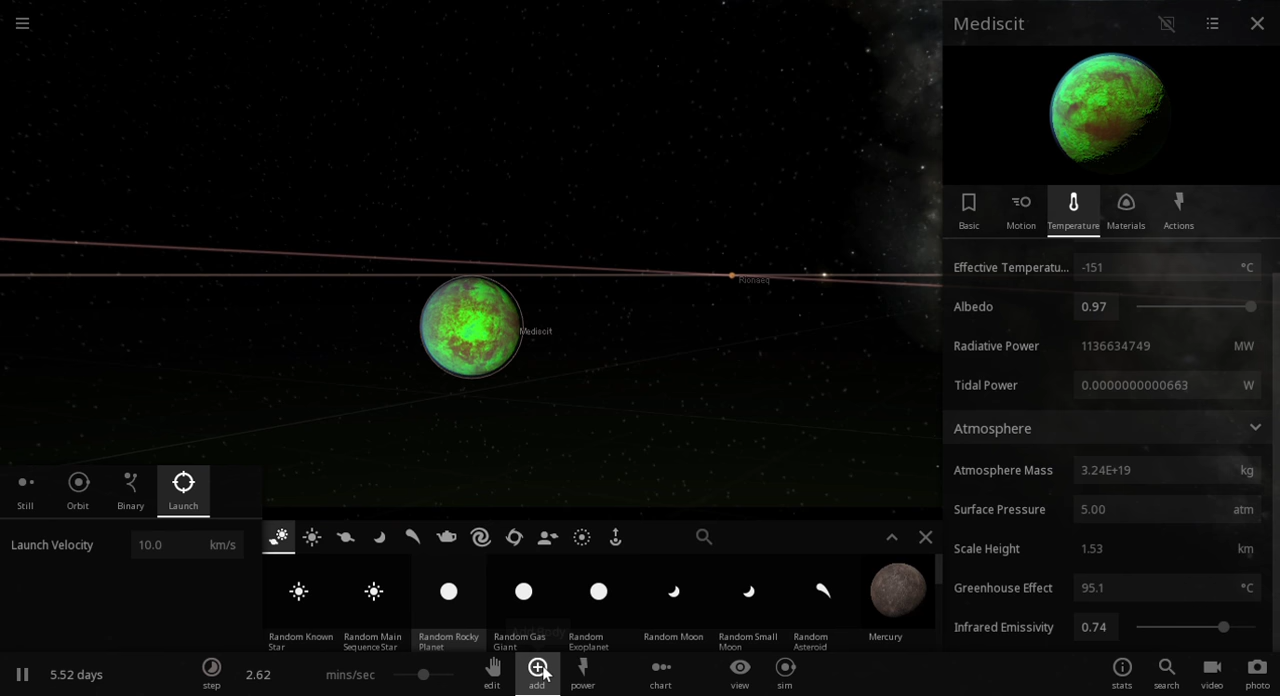 Mediscit
Basic
Motion
Temperature
Materials
Actions
Effective Temperatu... -151 °C
Albedo 0.97
Radiative Power 1136634749 MW
Tidal Power 0.0000000000663 W
Atmosphere
Atmosphere Mass 3.24E+19 kg
Surface Pressure 5.00 atm
Scale Height 1.53 km
Greenhouse Effect 95.1 °C
Infrared Emissivity 0.74
Mediscit
Still
Orbit
Binary
Launch
Launch Velocity 10.0 km/s
Random Known
Star
Random Main
Sequence Star
Random Rocky
Planet
Random Gas
Giant
Random
Exoplanet
Random Moon
Random Small
Moon
Random
Asteroid
Mercury
5.52 days
step
2.62 mins/sec
edit
add
power
chart
view
sim
stats
search
video
photo